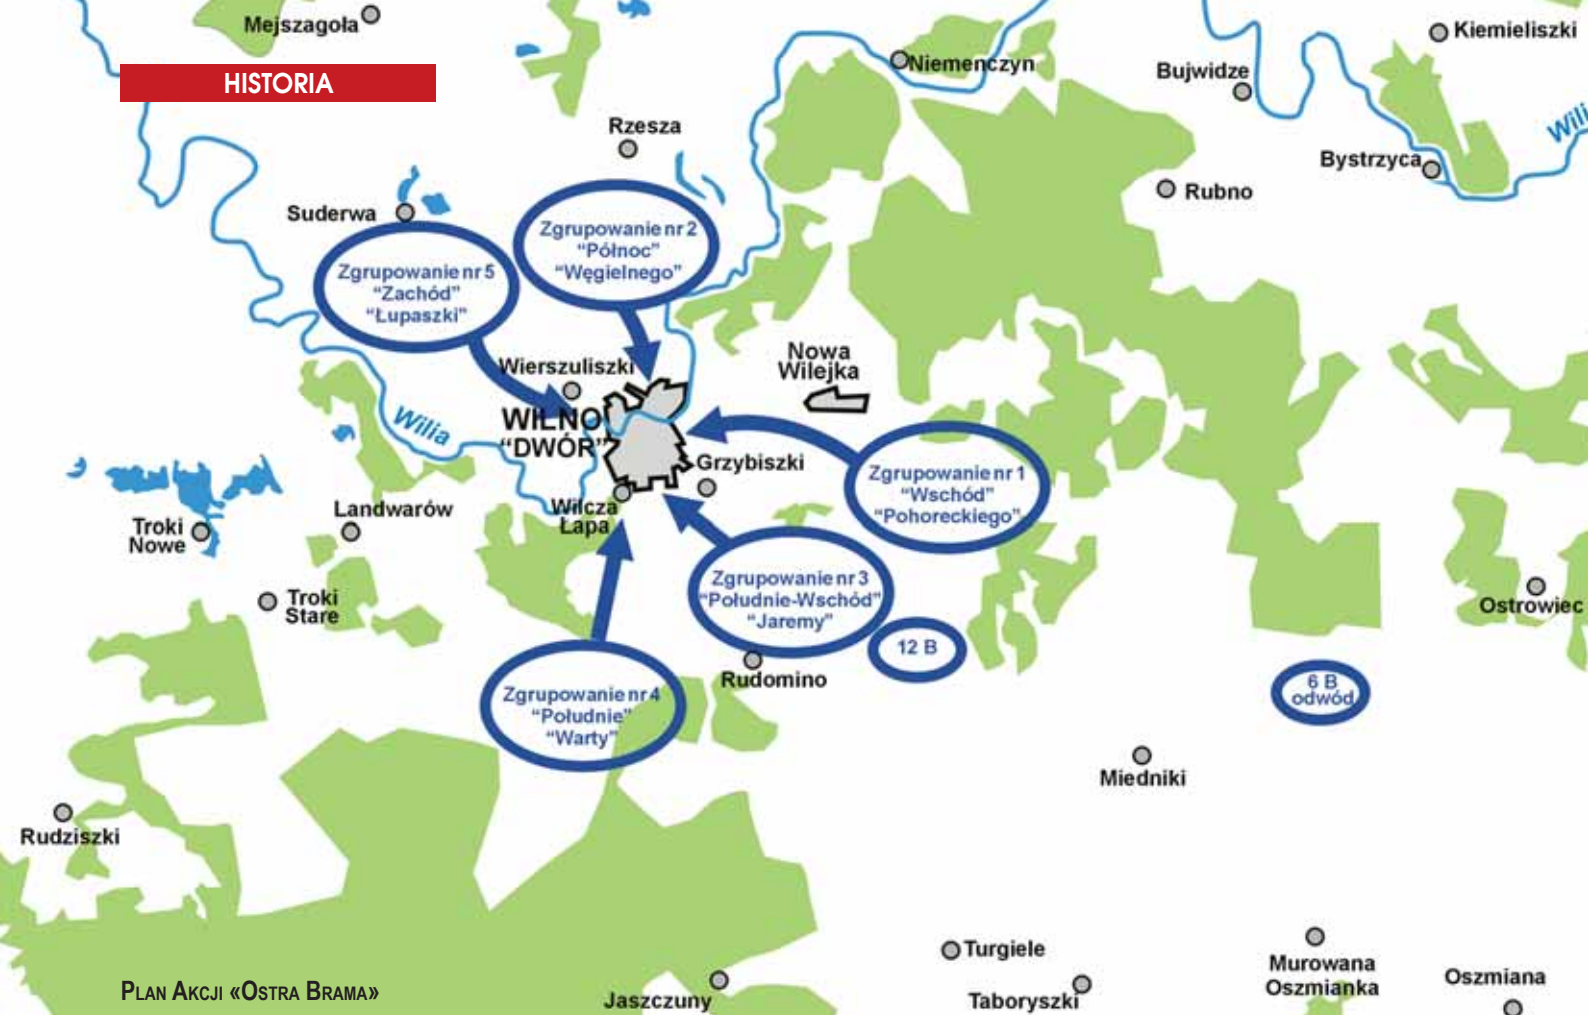 Mejszagoła
HISTORIA
Niemenczyn
Kiemieliszki
Bujwidze
Wili
Rzesza
Bystrzyca
Rubno
Suderwa
Zgrupowanie nr 2
“Północ”
“Węgielnego”
Zgrupowanie nr 5
“Zachód”
“Łupaszki”
Wierszuliszki
Nowa
Wilejka
WILNO
“DWÓR”
Wilia
Grzybiszki
Zgrupowanie nr 1
“Wschód”
“Pohoreckiego”
Wilcza
Łapa
Landwarów
Troki
Nowe
Zgrupowanie nr 3
“Południe-Wschód”
“Jaremy”
Troki
Stare
Ostrowiec
12 B
Rudomino
6 B
odwód
Zgrupowanie nr 4
“Południe”
“Warty”
Miedniki
Rudziszki
Turgiele
Murowana
Oszmianka
Oszmiana
Taboryszki
Jaszczuny
PLAN AKCJI «OSTRA BRAMA»